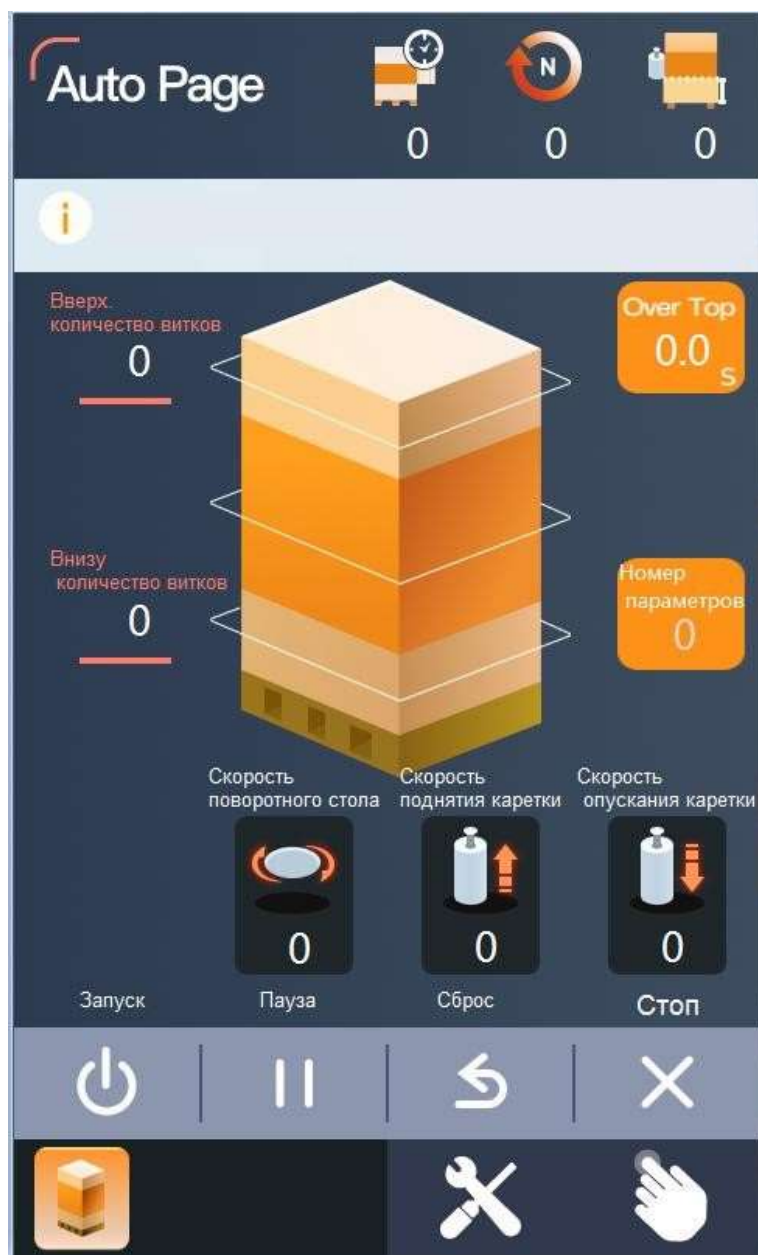 Auto Page
N
0
0
0
i
Вверх.
количество витков
0
Over Top
0.0
S
Внизу
количество витков
0
Номер
параметров
0
Скорость
поворотного стола
0
Скорость
поднятия каретки
0
Скорость
опускания каретки
0
Запуск
Пауза
Сброс
Стоп